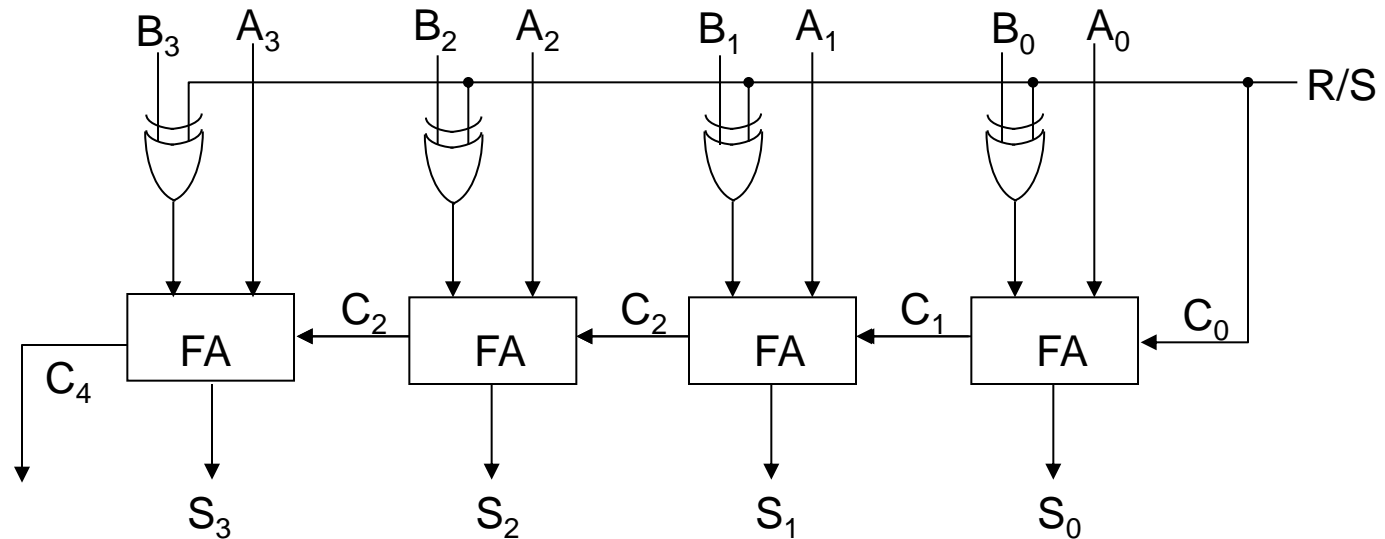 B₃ A₃ B₂ A₂ B₁ A₁ B₀ A₀
R/S
C₂ C₂ C₁ C₀
FA FA FA FA
C₄
S₃ S₂ S₁ S₀